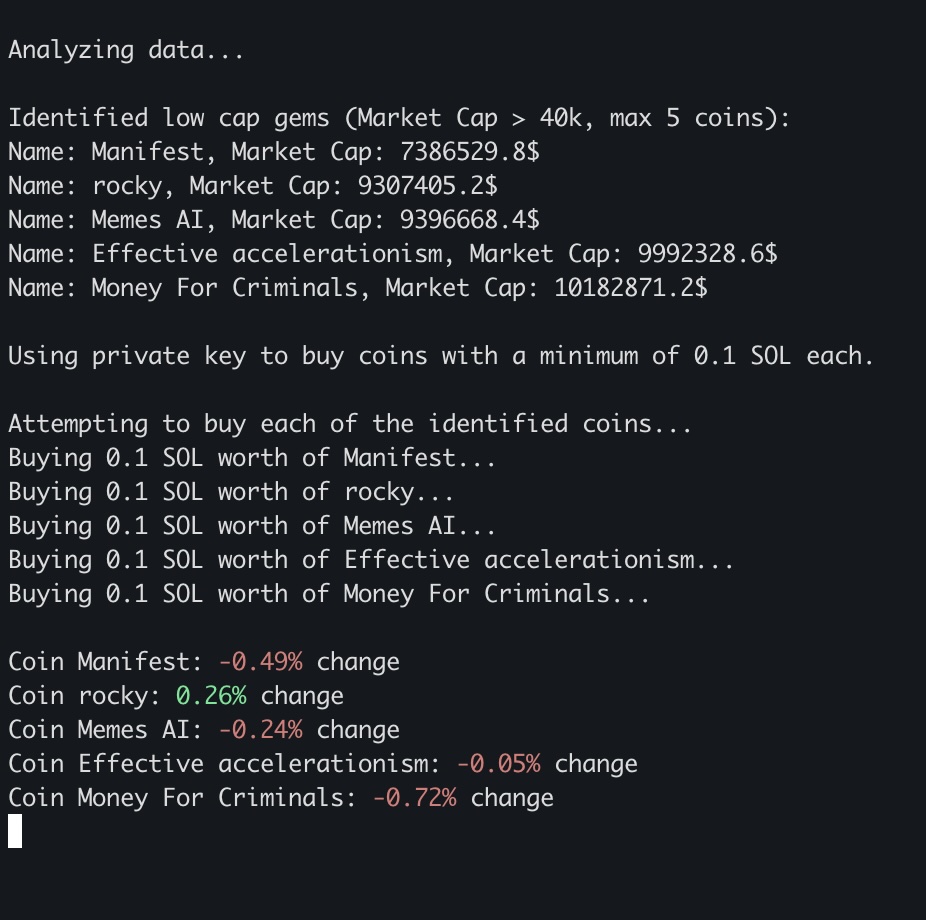 Analyzing data...
Identified low cap gems (Market Cap > 40k, max 5 coins):
Name: Manifest, Market Cap: 7386529.8$
Name: rocky, Market Cap: 9307405.2$
Name: Memes AI, Market Cap: 9396668.4$
Name: Effective accelerationism, Market Cap: 9992328.6$
Name: Money For Criminals, Market Cap: 10182871.2$
Using private key to buy coins with a minimum of 0.1 SOL each.
Attempting to buy each of the identified coins...
Buying 0.1 SOL worth of Manifest...
Buying 0.1 SOL worth of rocky...
Buying 0.1 SOL worth of Memes AI...
Buying 0.1 SOL worth of Effective accelerationism...
Buying 0.1 SOL worth of Money For Criminals...
Coin Manifest: -0.49% change
Coin rocky: 0.26% change
Coin Memes AI: -0.24% change
Coin Effective accelerationism: -0.05% change
Coin Money For Criminals: -0.72% change